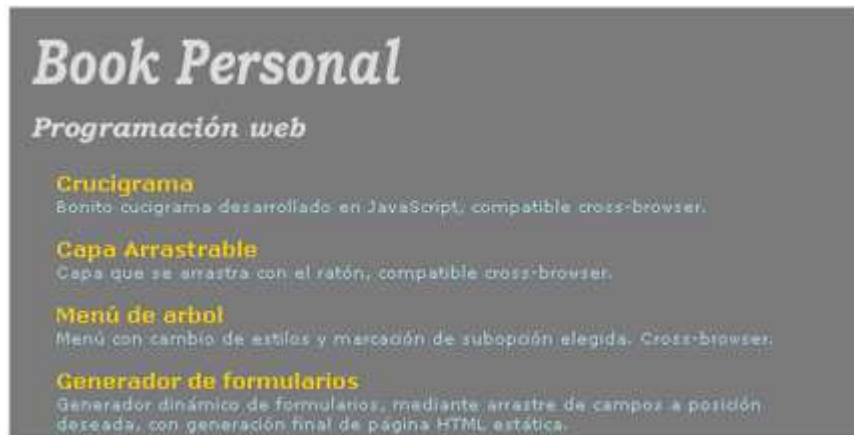 Book Personal
Programación web
Crucigrama
Bonito cucigrama desarrollado en JavaScript, compatible cross-browser.
Capa Arrastrable
Capa que se arrastra con el ratón, compatible cross-browser.
Menú de arbol
Menú con cambio de estilos y marcación de subopción elegida. Cross-browser.
Generador de formularios
Generador dinámico de formularios, mediante arrastre de campos a posición
deseada, con generación final de página HTML estática.